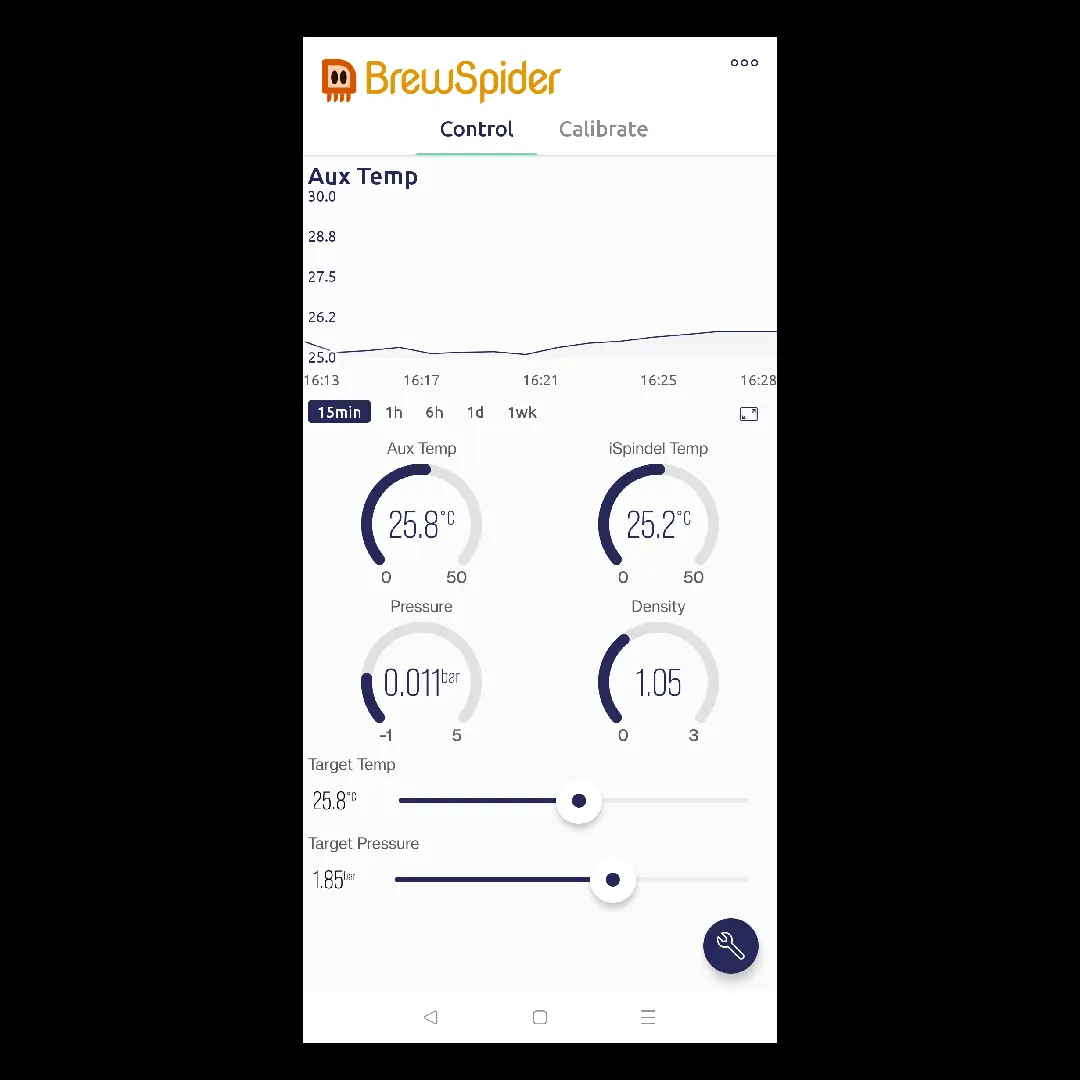 BrewSpider
Control Calibrate
Aux Temp
30.0
28.8
27.5
26.2
25.0
16:13 16:17 16:21 16:25 16:28
15min 1h 6h 1d 1wk
Aux Temp iSpindel Temp
25.8°C 25.2°C
0 50 0 50
Pressure Density
0.011bar 1.05
-1 5 0 3
Target Temp
25.8°C
Target Pressure
1.85bar